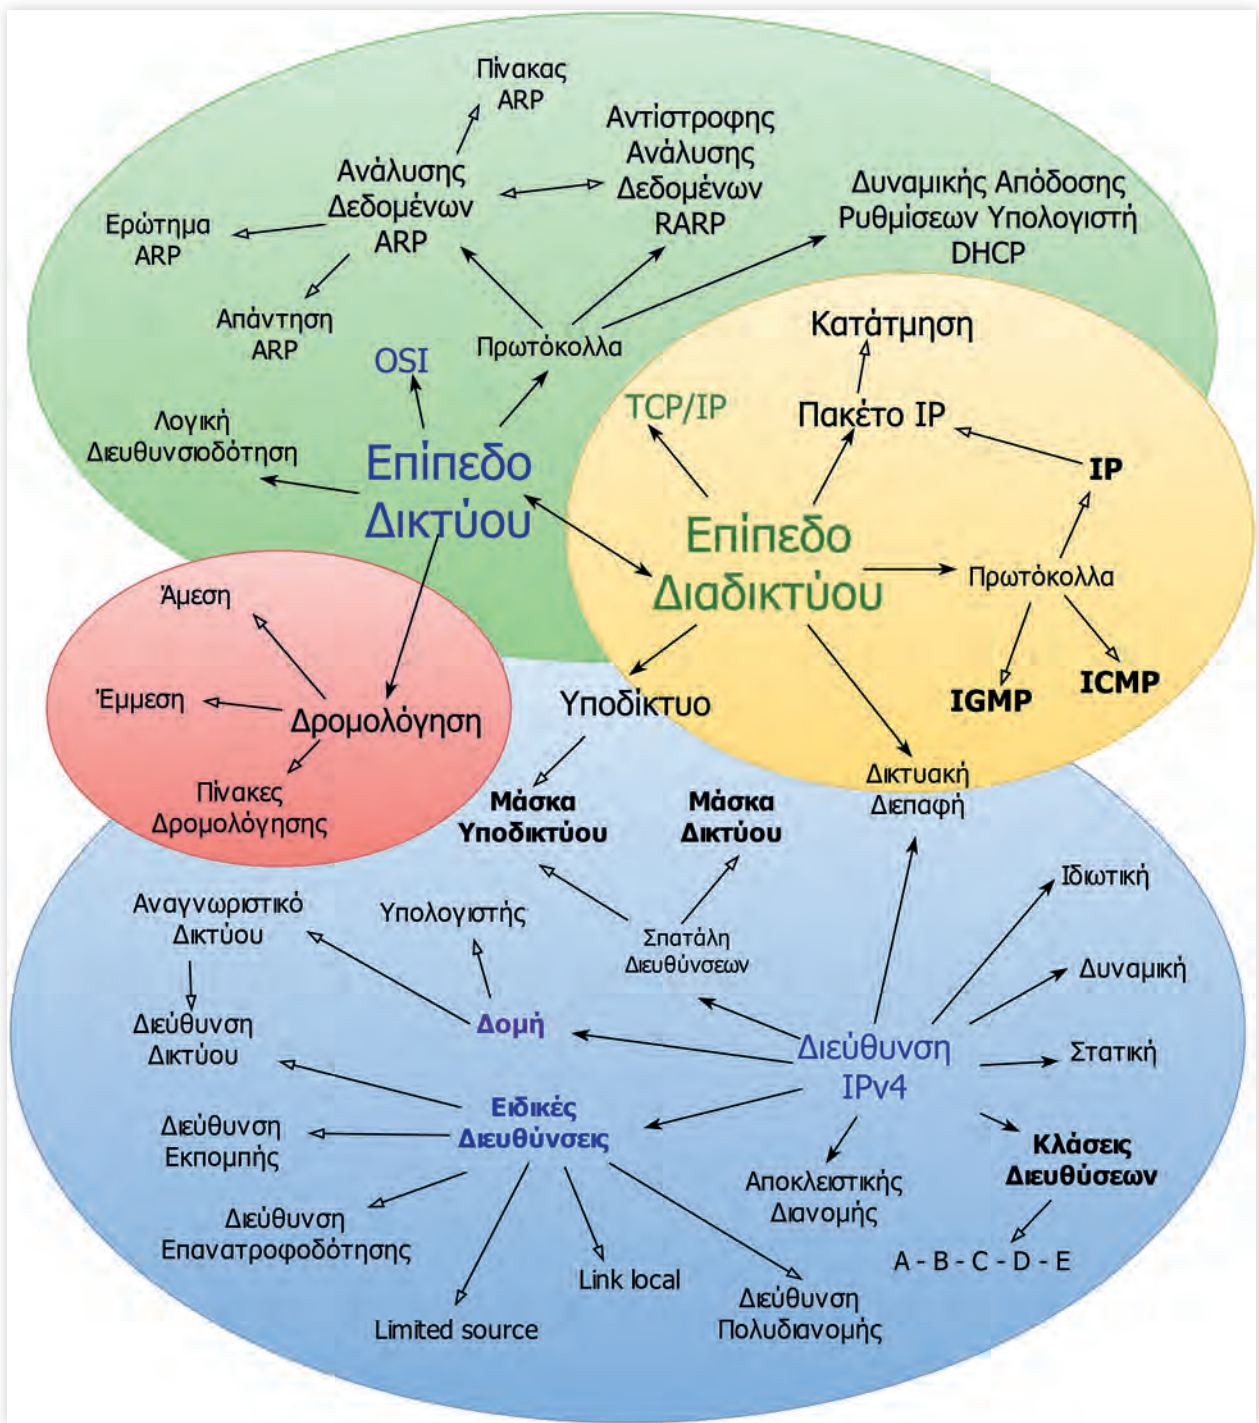 Πίνακας
ARP
Αντίστροφης
Ανάλυσης
Δεδομένων
RARP
Ανάλυσης
Δεδομένων
ARP
Δυναμικής Απόδοσης
Ρυθμίσεων Υπολογιστή
DHCP
Ερώτημα
ARP
Απάντηση
ARP
Πρωτόκολλα
OSI
Λογική
Διευθυνσιοδότηση
Επίπεδο
Δικτύου
Κατάτμηση
TCP/IP
Πακέτο IP
IP
Επίπεδο
Διαδικτύου
Πρωτόκολλα
IGMP
ICMP
Άμεση
Έμμεση
Δρομολόγηση
Πίνακες
Δρομολόγησης
Υποδίκτυο
Δικτυακή
Διεπαφή
Μάσκα
Υποδικτύου
Μάσκα
Δικτύου
Αναγνωριστικό
Δικτύου
Υπολογιστής
Σπατάλη
Διευθύνσεων
Ιδιωτική
Δυναμική
Στατική
Διεύθυνση
Δικτύου
Δομή
Διεύθυνση
IPv4
Ειδικές
Διευθύνσεις
Διεύθυνση
Εκπομπής
Κλάσεις
Διευθύσεων
Αποκλειστικής
Διανομής
Διεύθυνση
Επανατροφοδότησης
A - B - C - D - E
Link local
Διεύθυνση
Πολυδιανομής
Limited source